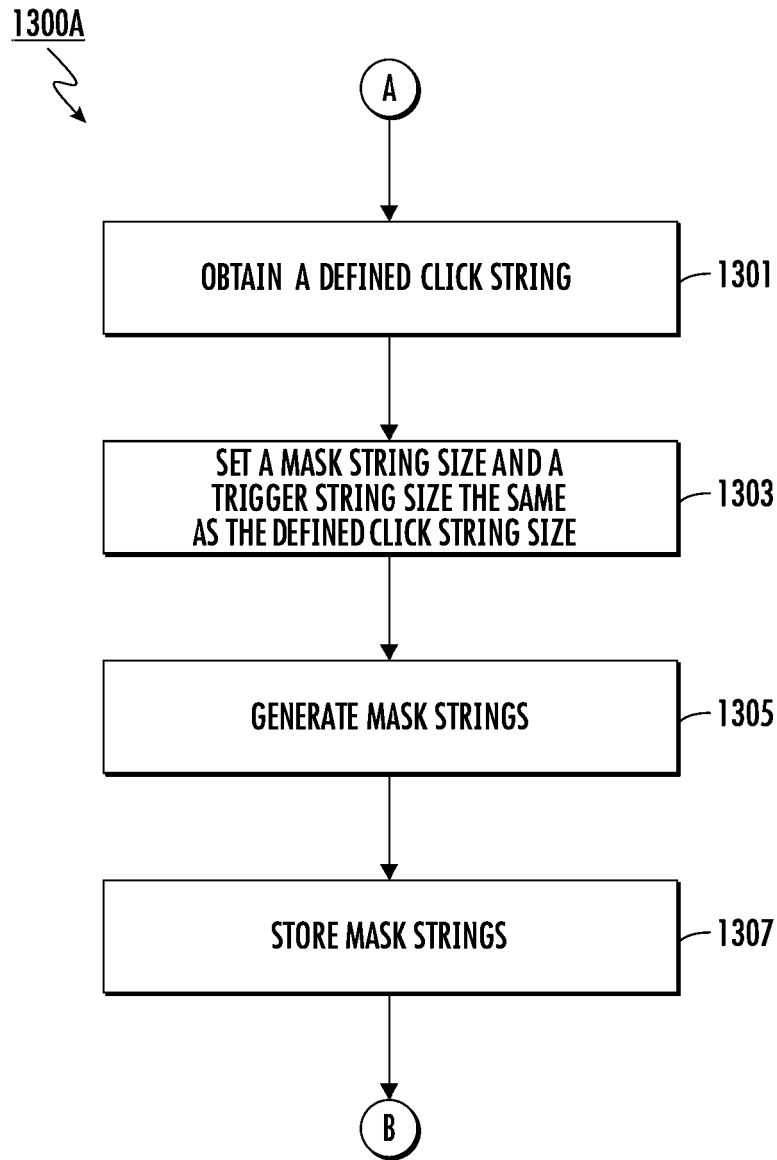 1300A
A
OBTAIN A DEFINED CLICK STRING
1301
SET A MASK STRING SIZE AND A
TRIGGER STRING SIZE THE SAME
AS THE DEFINED CLICK STRING SIZE
1303
GENERATE MASK STRINGS
1305
STORE MASK STRINGS
1307
B